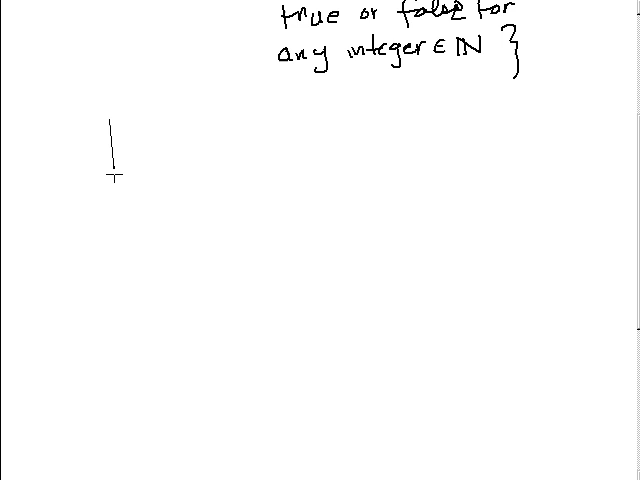 true or false for
any integer ∈ ℕ }